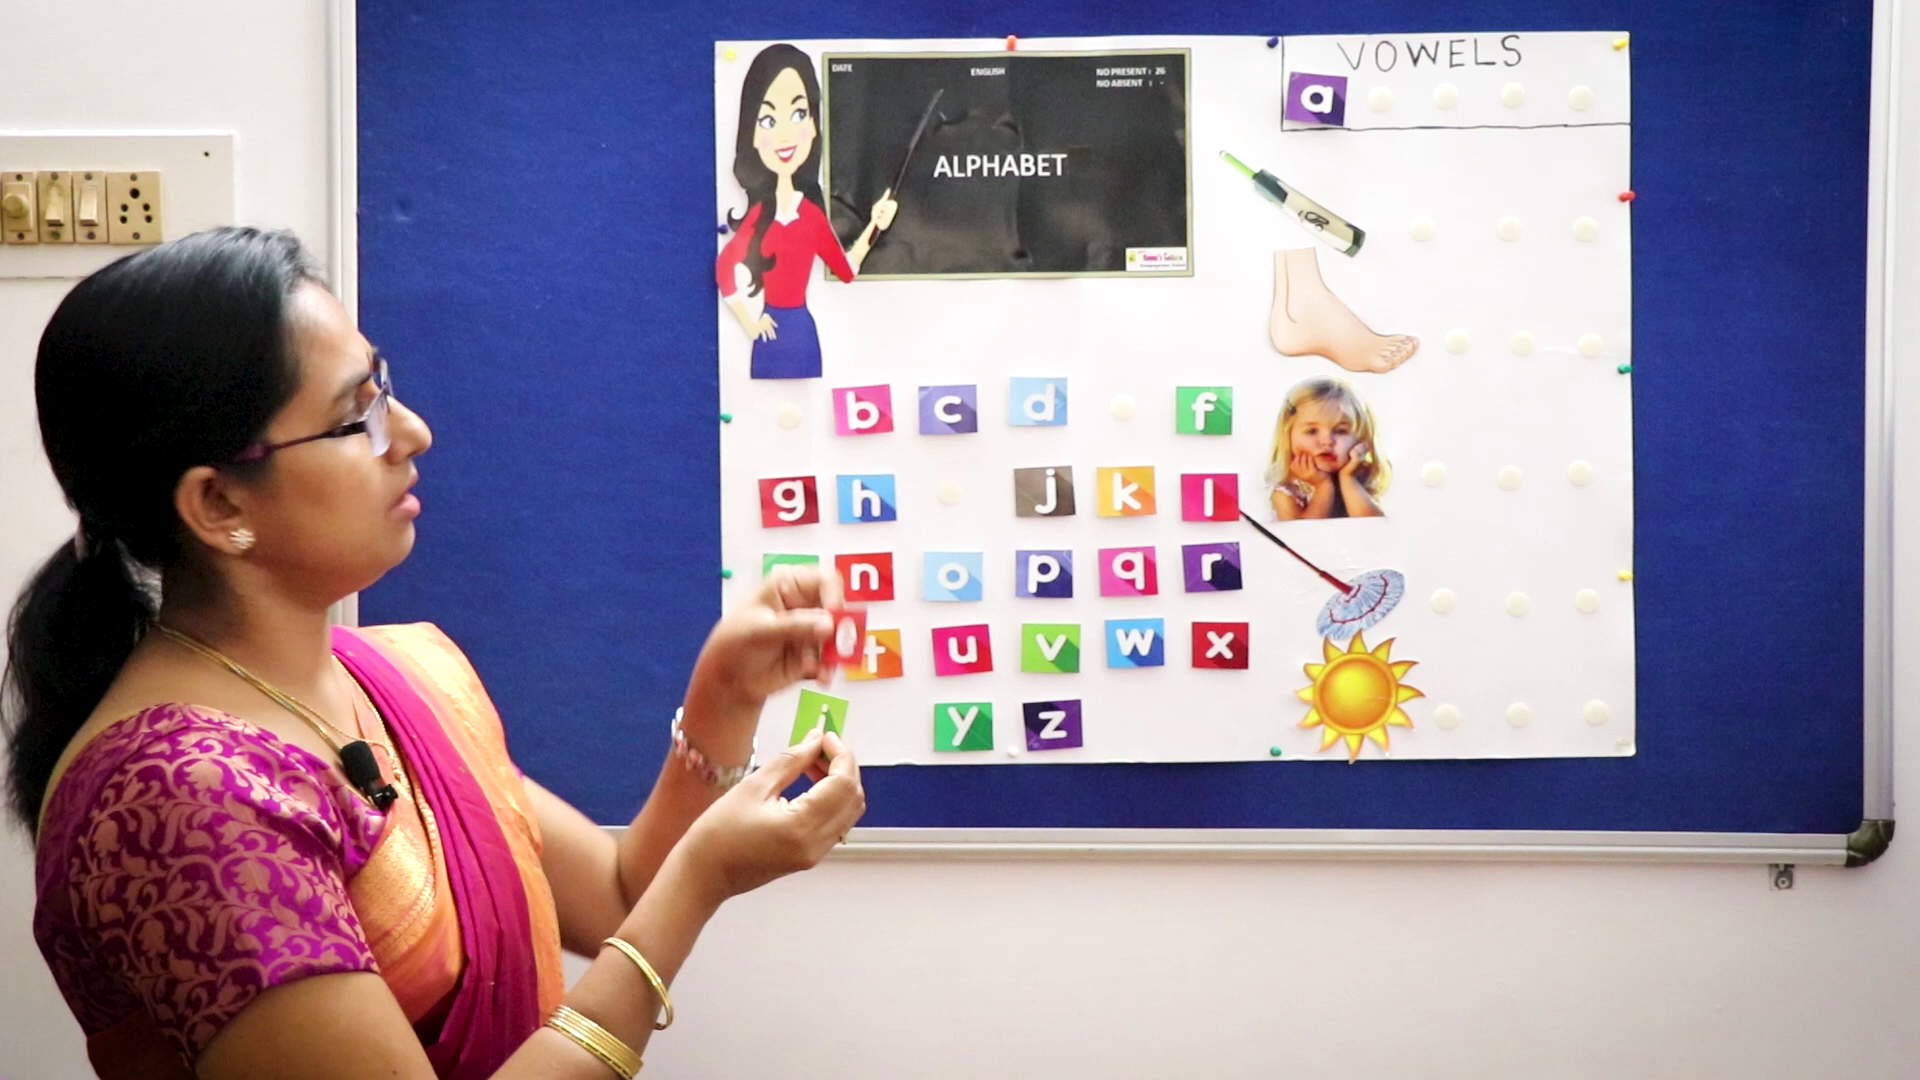 VOWELS
DATE ENGLISH NO PRESENT : 26
NO ABSENT : -
a
ALPHABET
b c d f
g h j k l
n o p q r
t u v w x
i y z